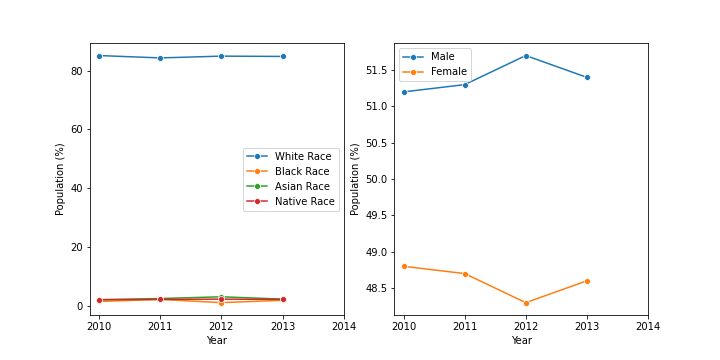 80
60
40
20
0
2010 2011 2012 2013 2014
Year
Population (%)
White Race
Black Race
Asian Race
Native Race
51.5
51.0
50.5
50.0
49.5
49.0
48.5
2010 2011 2012 2013 2014
Year
Population (%)
Male
Female